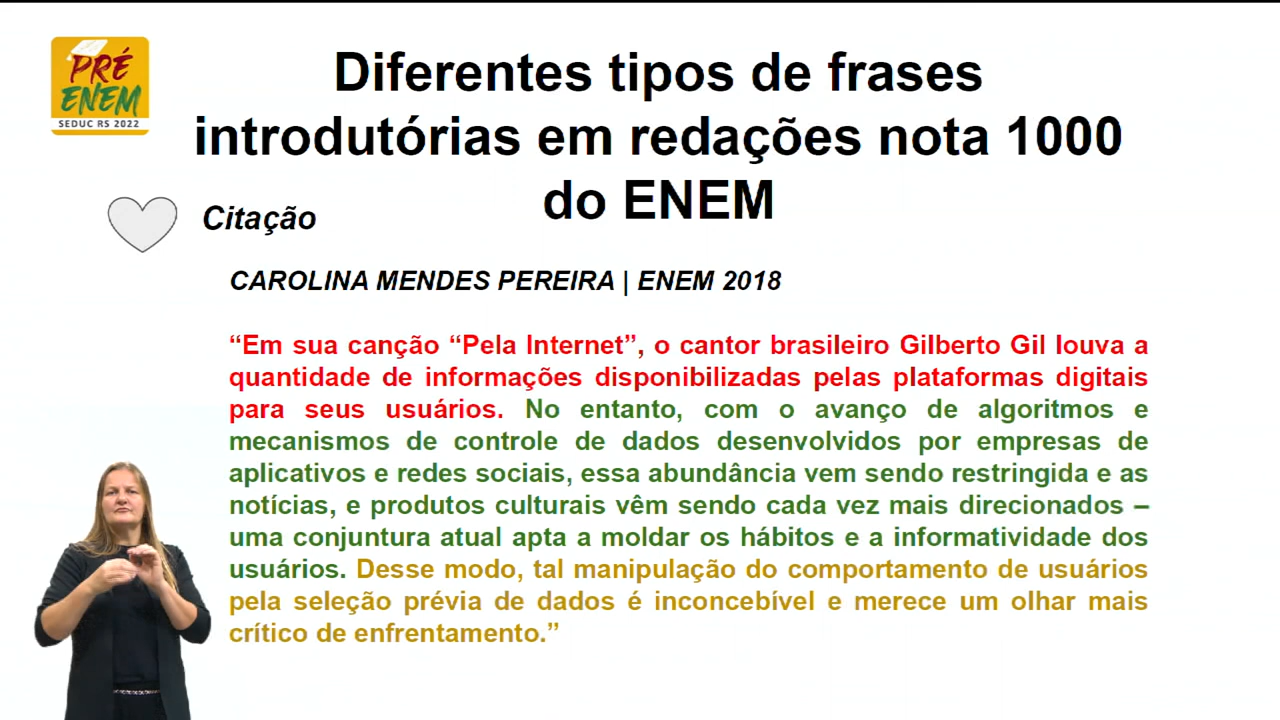 PRÉ
ENEM
SEDUC RS 2022
Diferentes tipos de frases
introdutórias em redações nota 1000
do ENEM
Citação
CAROLINA MENDES PEREIRA | ENEM 2018
“Em sua canção “Pela Internet”, o cantor brasileiro Gilberto Gil louva a
quantidade de informações disponibilizadas pelas plataformas digitais
para seus usuários. No entanto, com o avanço de algoritmos e
mecanismos de controle de dados desenvolvidos por empresas de
aplicativos e redes sociais, essa abundância vem sendo restringida e as
notícias, e produtos culturais vêm sendo cada vez mais direcionados –
uma conjuntura atual apta a moldar os hábitos e a informatividade dos
usuários. Desse modo, tal manipulação do comportamento de usuários
pela seleção prévia de dados é inconcebível e merece um olhar mais
crítico de enfrentamento.”